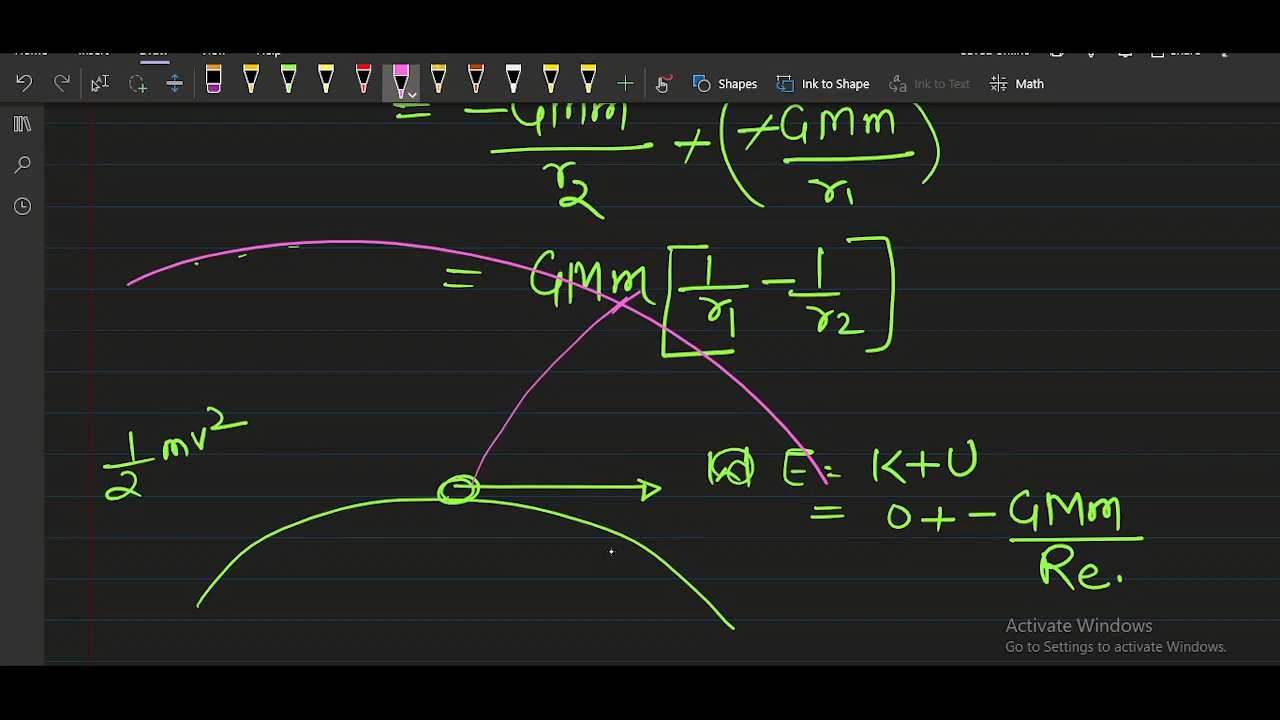 Draw
Shapes
Ink to Shape
Ink to Text
Math
= -GMm/r2 + (+GMm/r1)
= GMm [1/r1 - 1/r2]
1/2 mv²
E = K+U
= 0 + - GMm/Re.
Activate Windows
Go to Settings to activate Windows.